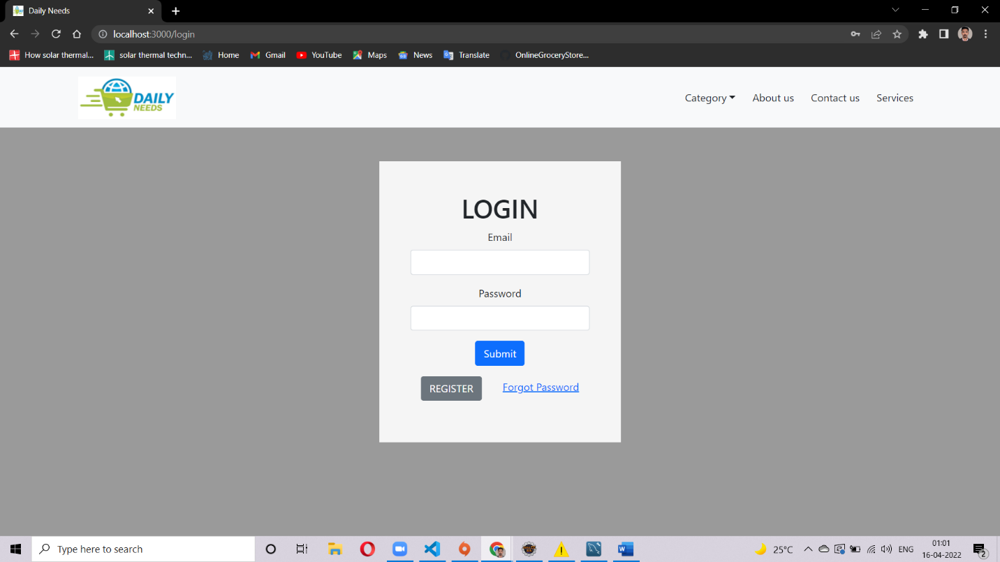 Daily Needs
localhost:3000/login
How solar thermal... solar thermal techn... Home Gmail YouTube Maps News Translate OnlineGroceryStore...
DAILY
NEEDS
Category About us Contact us Services
LOGIN
Email
Password
Submit
REGISTER Forgot Password
Type here to search
25°C ENG
01:01
16-04-2022
2